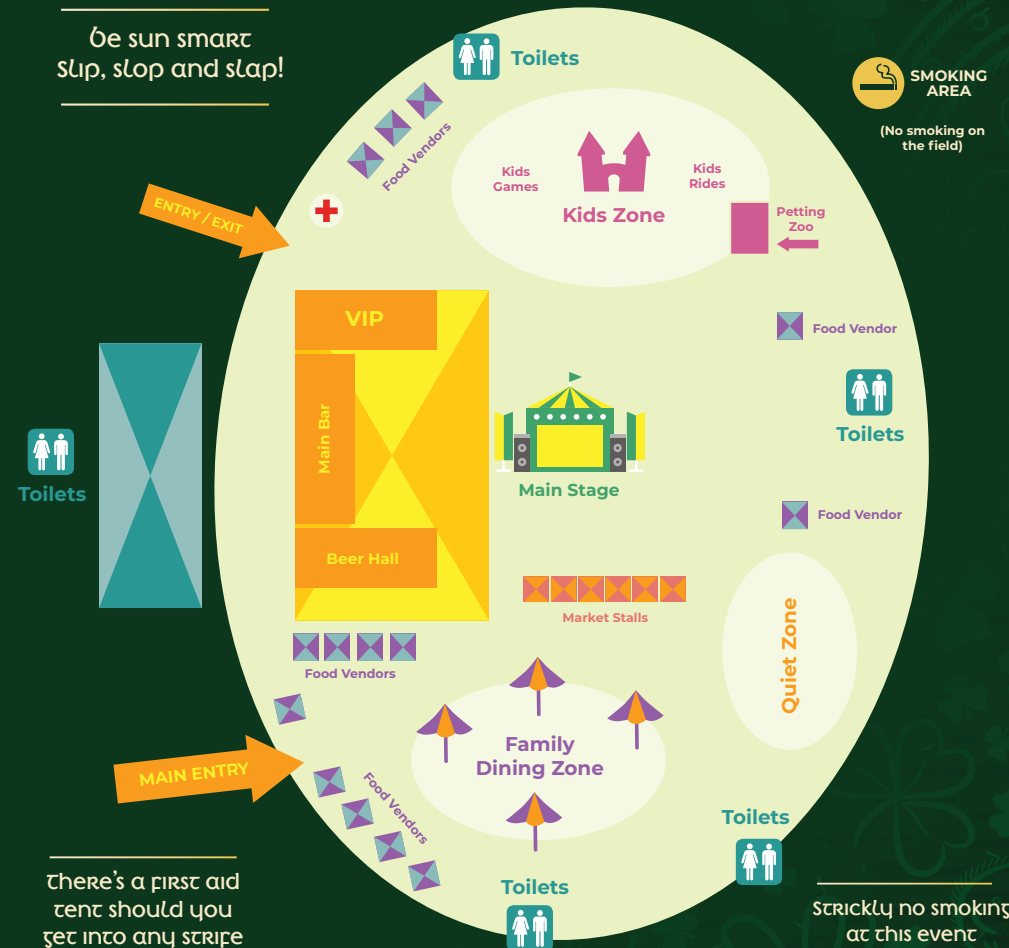 be sun smart
slip, slop and slap!
Toilets
SMOKING
AREA
(No smoking on
the field)
Food Vendors
Kids
Games
Kids
Rides
Kids Zone
ENTRY / EXIT
Petting
Zoo
VIP
Food Vendor
Main Bar
Toilets
Toilets
Main Stage
Food Vendor
Beer Hall
Market Stalls
Quiet Zone
Food Vendors
Family
Dining Zone
MAIN ENTRY
Food Vendors
Toilets
Toilets
there's a first aid
tent should you
get into any strife
strickly no smoking
at this event